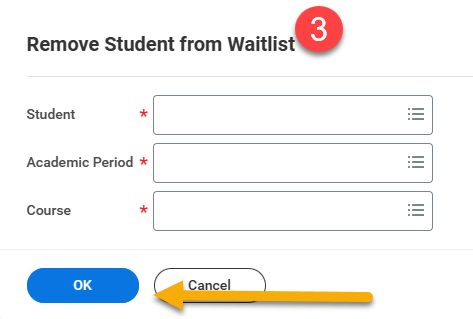 Remove Student from Waitlist 3
Student *
Academic Period *
Course *
OK Cancel